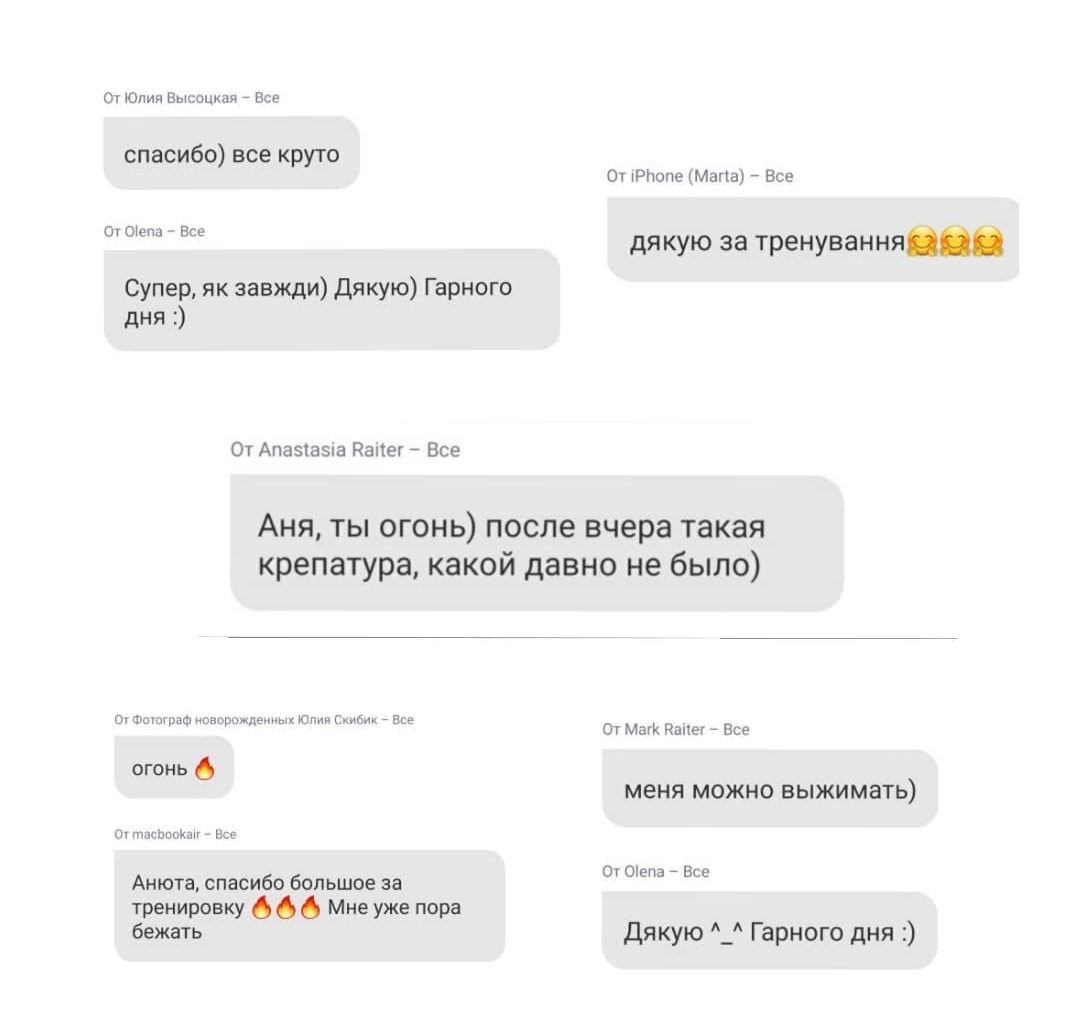 От Юлия Высоцкая – Все
спасибо) все круто
От Olena – Все
Супер, як завжди) Дякую) Гарного
дня :)
От iPhone (Marta) – Все
дякую за тренування🤗🤗🤗
От Anastasia Raiter – Все
Аня, ты огонь) после вчера такая
крепатура, какой давно не было)
От Фотограф новорожденных Юлия Скибик – Все
огонь 🔥
От macbookair – Все
Анюта, спасибо большое за
тренировку 🔥🔥🔥 Мне уже пора
бежать
От Mark Raiter – Все
меня можно выжимать)
От Olena – Все
Дякую ^_^ Гарного дня :)